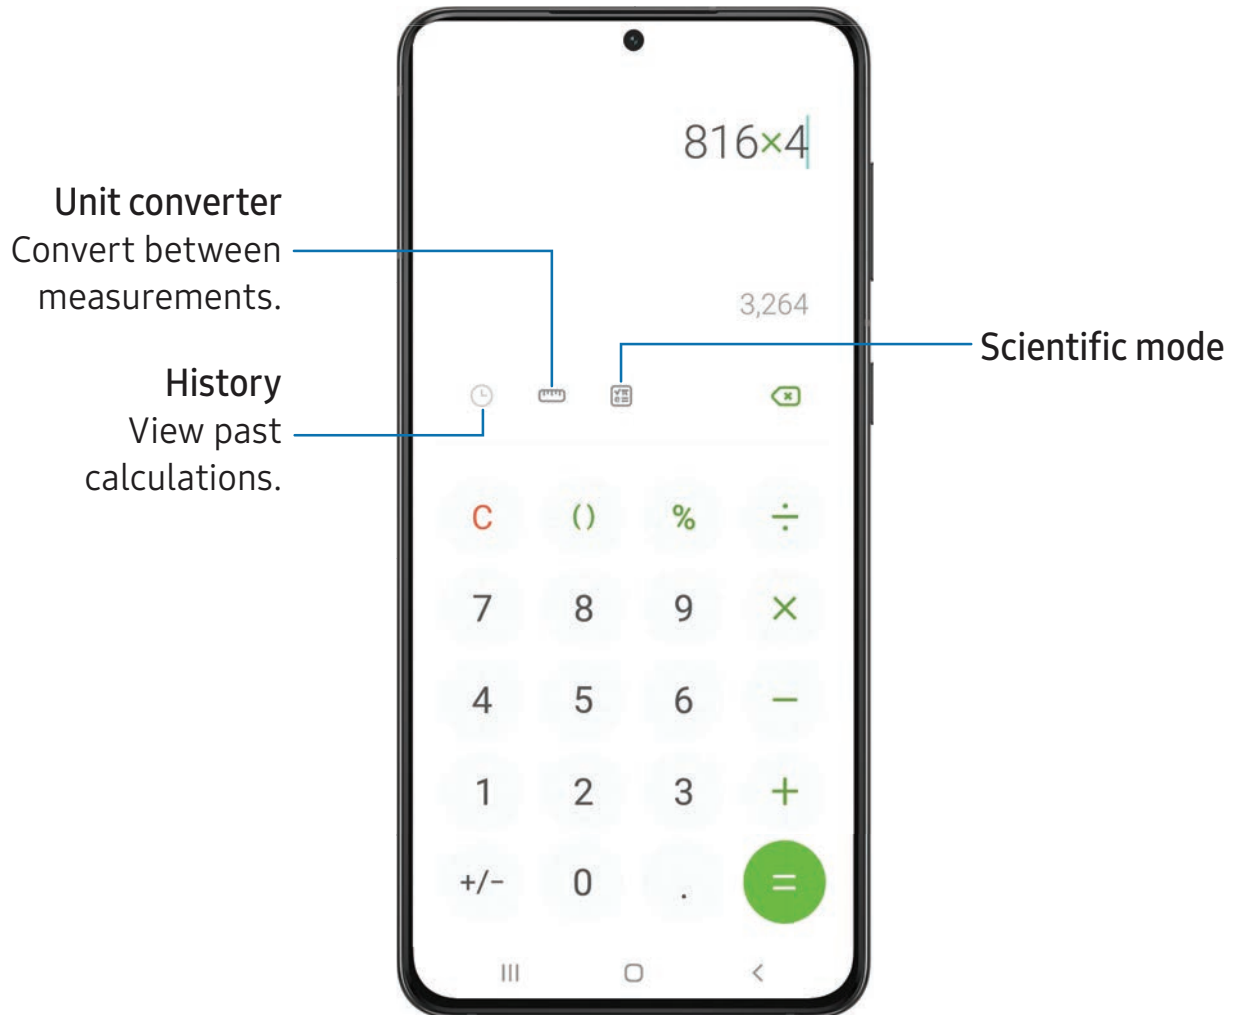 816×4
Unit converter
Convert between
measurements.
3,264
Scientific mode
History
View past
calculations.
C () % ÷
7 8 9 ×
4 5 6 −
1 2 3 +
+/− 0 . =